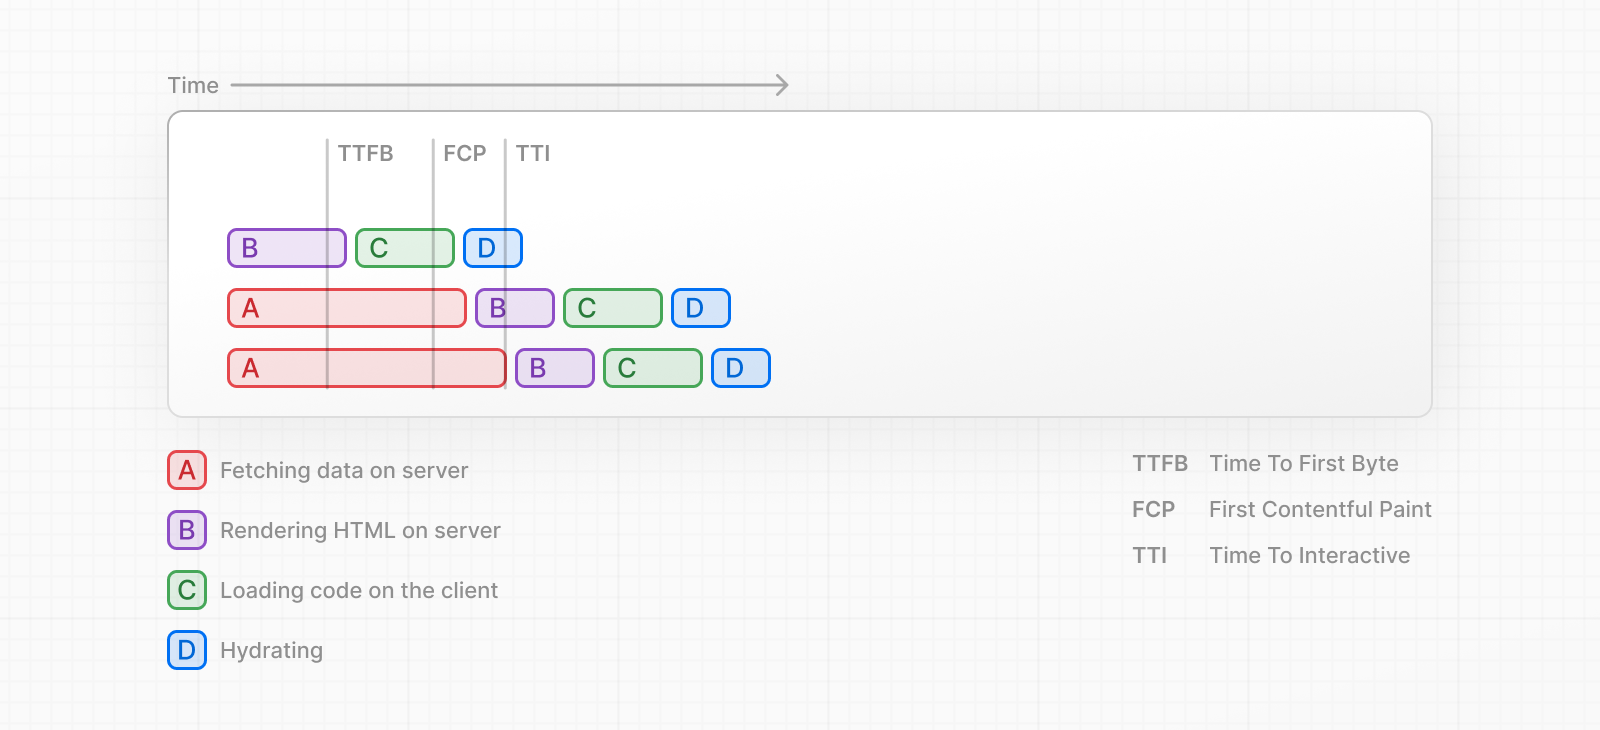 Time
TTFB FCP TTI
B C D
A B C D
A B C D
A Fetching data on server
B Rendering HTML on server
C Loading code on the client
D Hydrating
TTFB Time To First Byte
FCP First Contentful Paint
TTI Time To Interactive